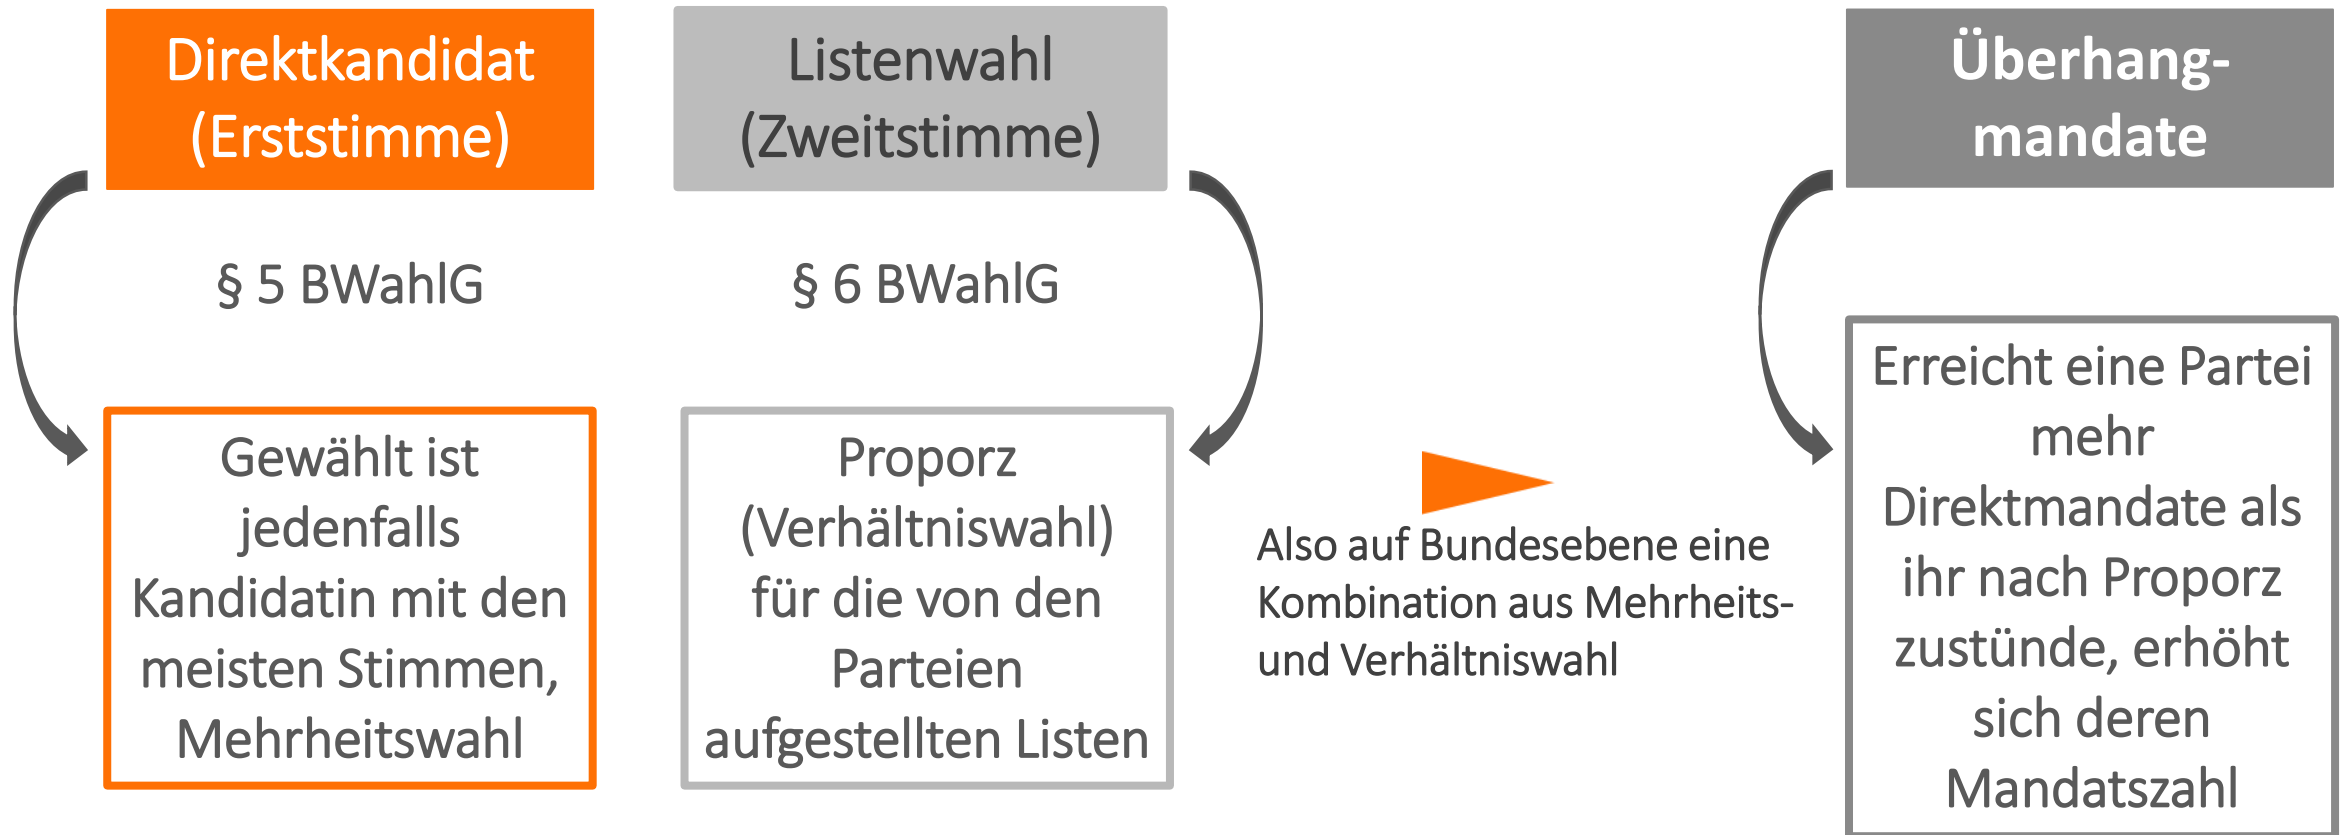 Direktkandidat
(Erststimme)
§ 5 BWahlG
Gewählt ist
jedenfalls
Kandidatin mit den
meisten Stimmen,
Mehrheitswahl
Listenwahl
(Zweitstimme)
§ 6 BWahlG
Proporz
(Verhältniswahl)
für die von den
Parteien
aufgestellten Listen
Also auf Bundesebene eine
Kombination aus Mehrheits-
und Verhältniswahl
Überhang-
mandate
Erreicht eine Partei
mehr
Direktmandate als
ihr nach Proporz
zustünde, erhöht
sich deren
Mandatszahl